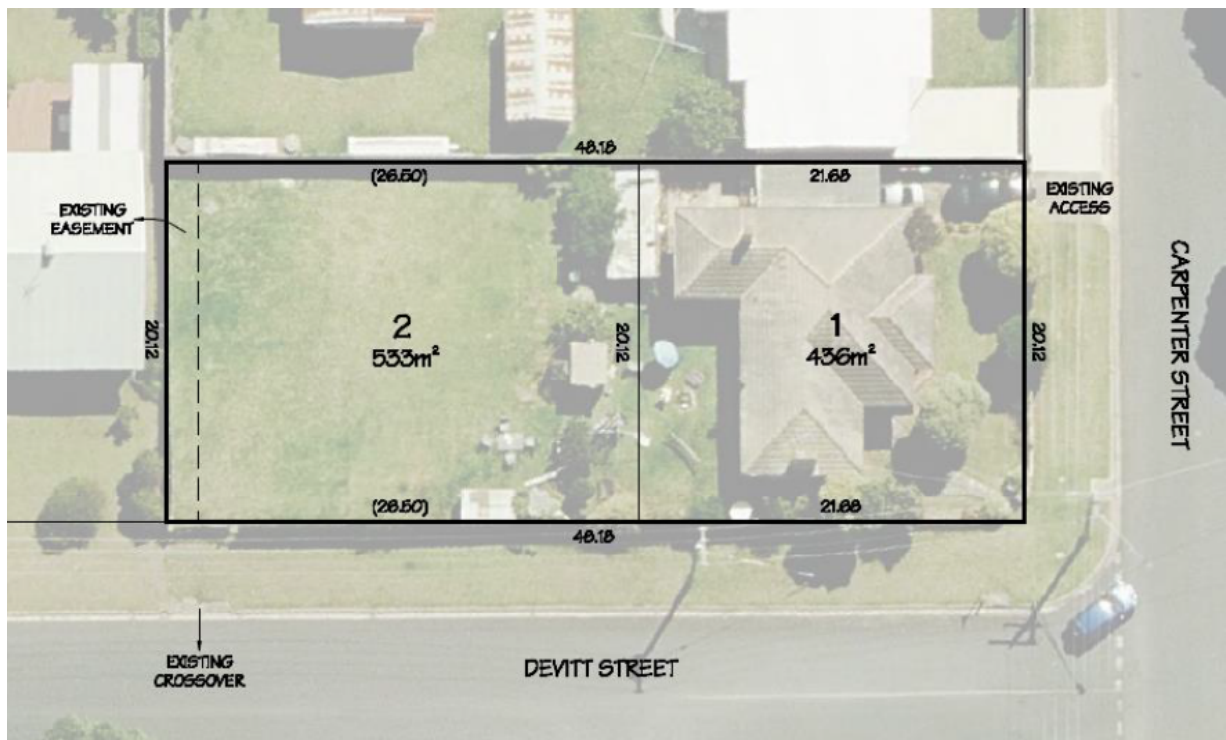 48.18
(26.50)
21.68
EXISTING
EASEMENT
EXISTING
ACCESS
20.12
2
533m²
20.12
1
436m²
20.12
CARPENTER STREET
(26.50)
21.68
48.18
EXISTING
CROSSOVER
DEVITT STREET